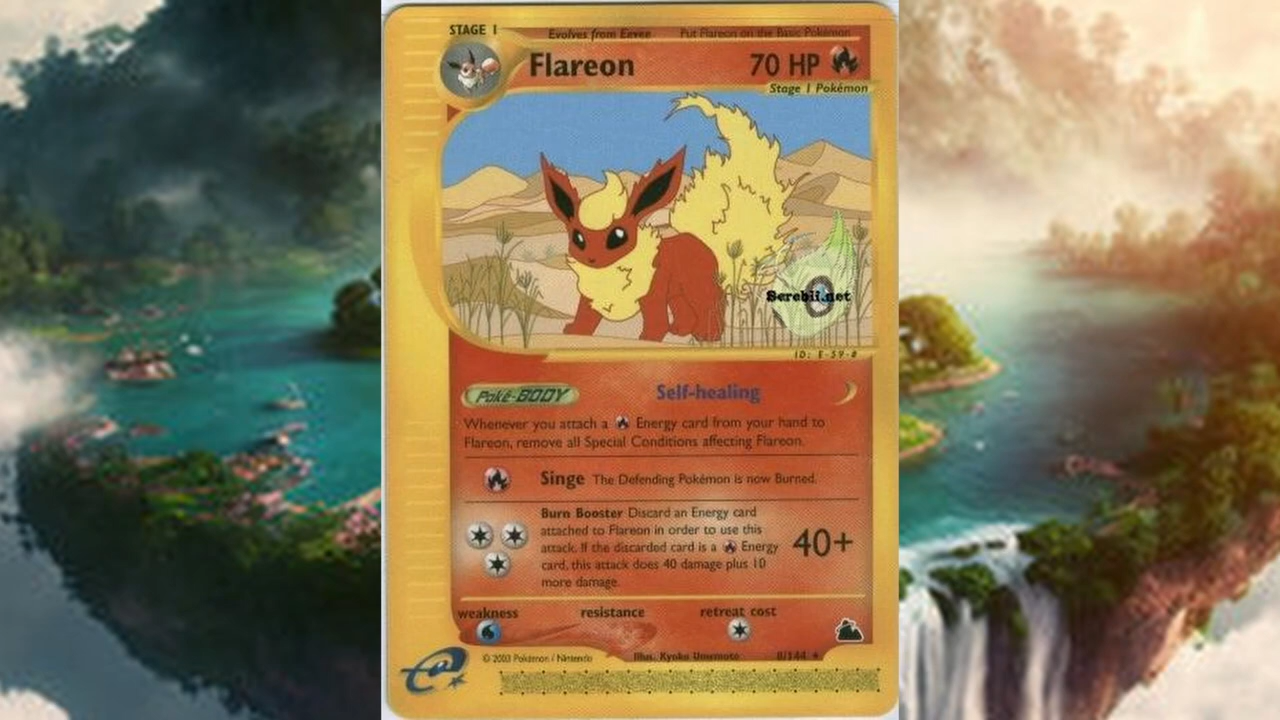 STAGE 1
Evolves from Eevee Put Flareon on the Basic Pokémon
Flareon 70 HP
Stage 1 Pokémon
Serebii.net
ID: E-59-#
Poké-BODY Self-healing
Whenever you attach a Energy card from your hand to
Flareon, remove all Special Conditions affecting Flareon.
Singe The Defending Pokémon is now Burned.
Burn Booster Discard an Energy card
attached to Flareon in order to use this
attack. If the discarded card is a Energy
card, this attack does 40 damage plus 10
more damage.
40+
weakness resistance retreat cost
© 2003 Pokémon / Nintendo Illus. Kyoko Umemoto 8/144
e